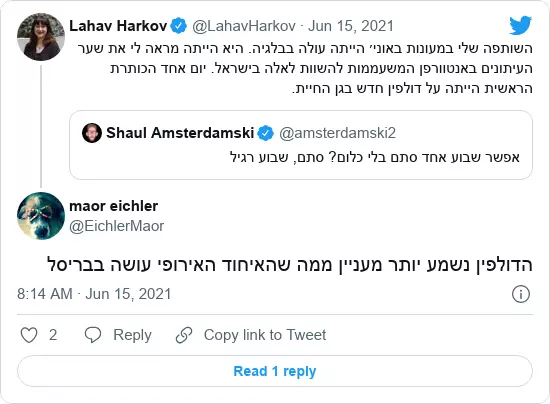 Lahav Harkov @LahavHarkov · Jun 15, 2021
השותפה שלי במעונות באוני׳ הייתה עולה בבלגיה. היא הייתה מראה לי את שער
העיתונים באנטוורפן המשעממות להשוות לאלה בישראל. יום אחד הכותרת
הראשית הייתה על דולפין חדש בגן החיית.
Shaul Amsterdamski @amsterdamski2
אפשר שבוע אחד סתם בלי כלום? סתם, שבוע רגיל
maor eichler
@EichlerMaor
הדולפין נשמע יותר מעניין ממה שהאיחוד האירופי עושה בבריסל
8:14 AM · Jun 15, 2021
2 Reply Copy link to Tweet
Read 1 reply